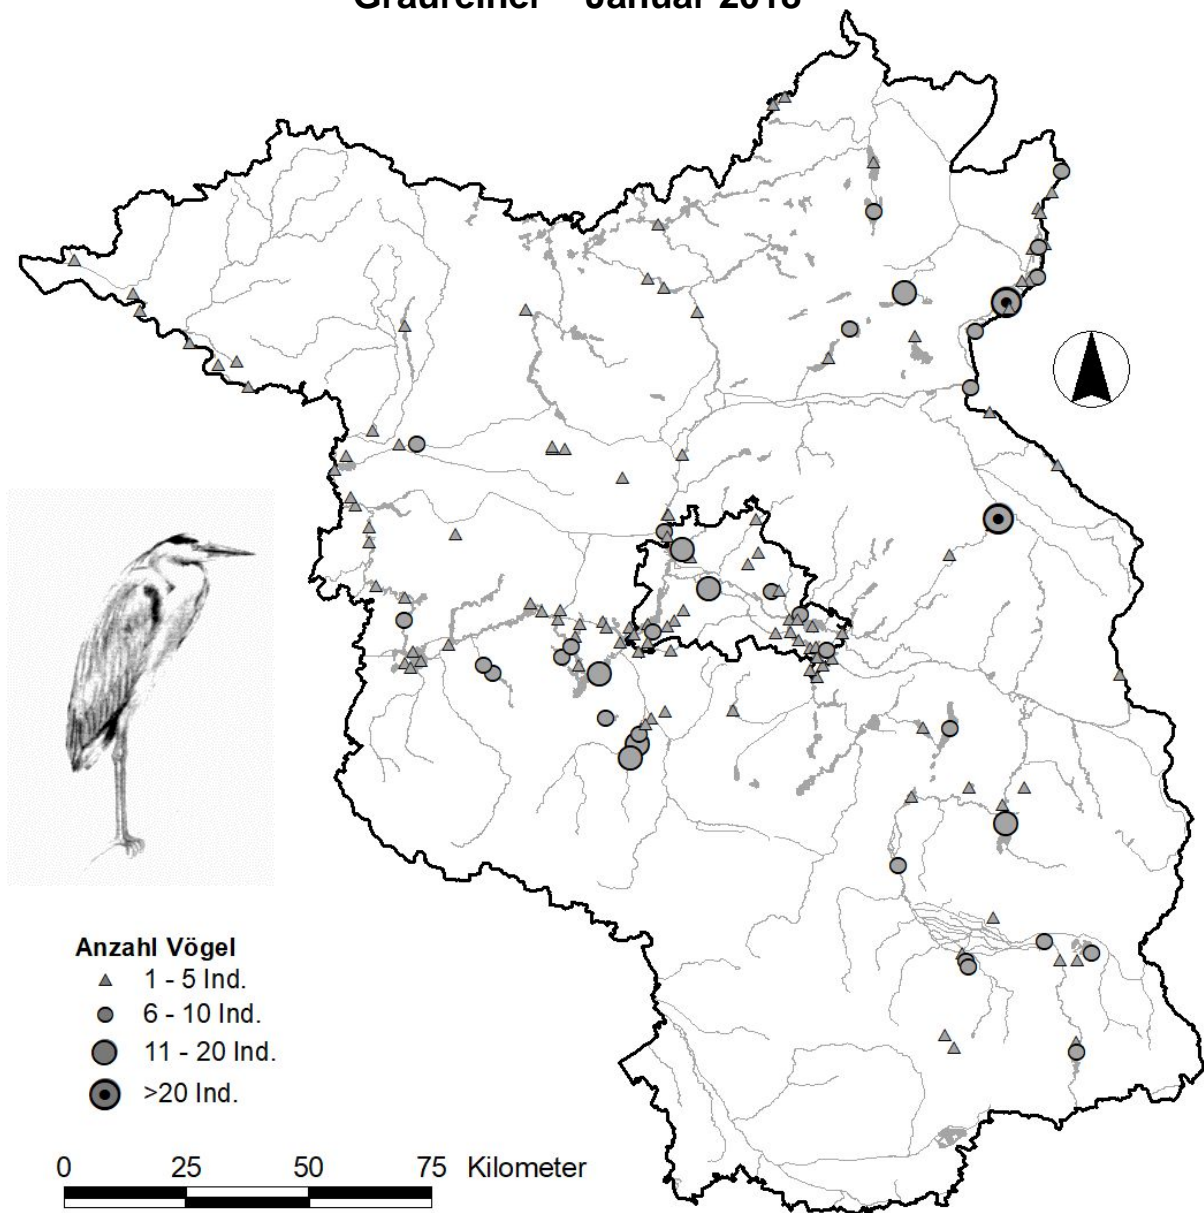 Graureiher Januar
Anzahl Vögel
1 - 5 Ind.
6 - 10 Ind.
11 - 20 Ind.
>20 Ind.
0 25 50 75 Kilometer